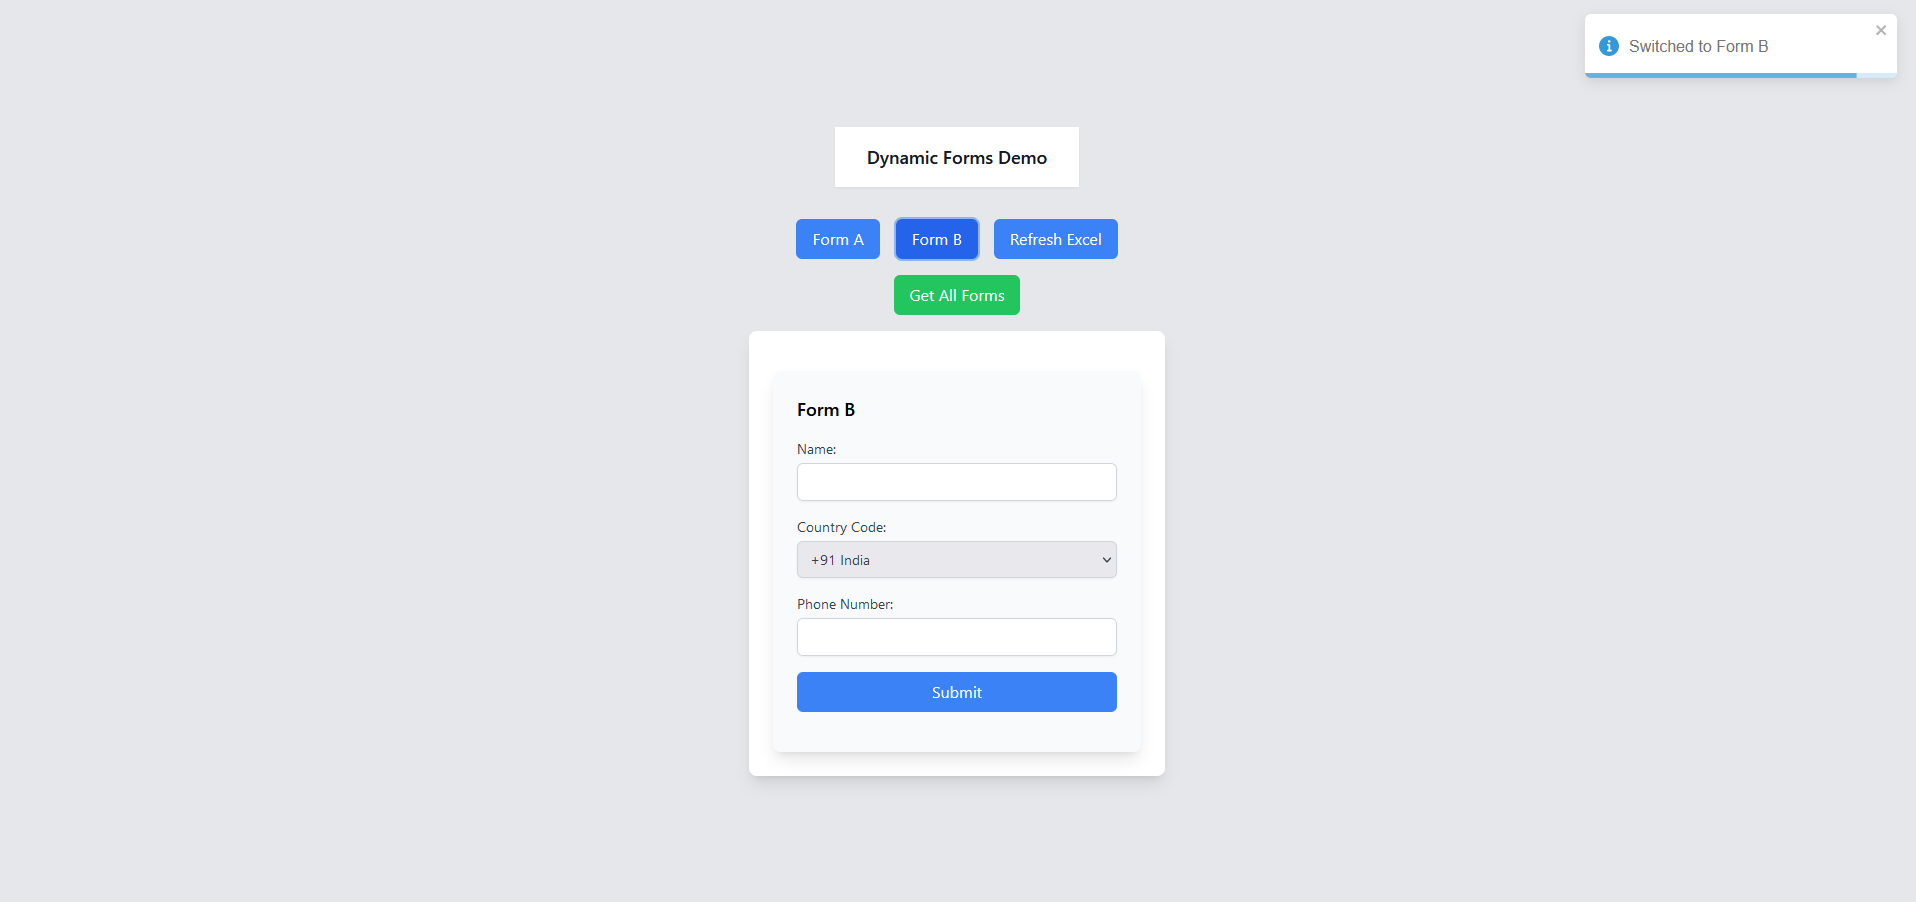 Switched to Form B
Dynamic Forms Demo
Form A
Form B
Refresh Excel
Get All Forms
Form B
Name:
Country Code:
+91 India
Phone Number:
Submit